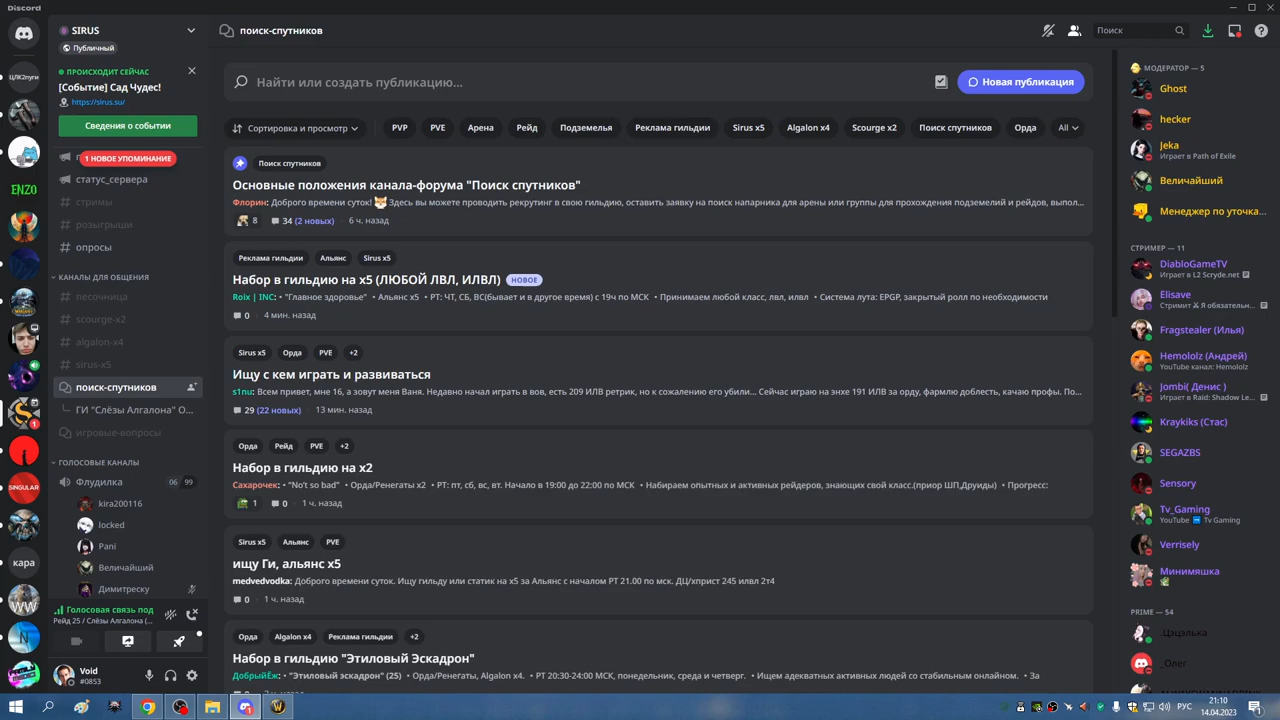 Discord
SIRUS
Публичный
ПРОИСХОДИТ СЕЙЧАС
[Событие] Сад Чудес!
https://sirus.su/
Сведения о событии
1 НОВОЕ УПОМИНАНИЕ
статус_сервера
стримы
розыгрыши
опросы
КАНАЛЫ ДЛЯ ОБЩЕНИЯ
песочница
scourge-x2
algalon-x4
sirus-x5
поиск-спутников
ГИ "Слёзы Алгалона" О...
игровые-вопросы
ГОЛОСОВЫЕ КАНАЛЫ
Флудилка 06 99
kira200116
locked
Pani
Величайший
Димитреску
Голосовая связь под
Рейд 25 / Слёзы Алгалона (...
Void
#0853
ЦЛК2пуги
ENZO
1
SINGULAR
кара
WW
N
поиск-спутников
Поиск
Найти или создать публикацию...
Новая публикация
Сортировка и просмотр
PVP PVE Арена Рейд Подземелья Реклама гильдии Sirus x5 Algalon x4 Scourge x2 Поиск спутников Орда All
Поиск спутников
Основные положения канала-форума "Поиск спутников"
Флорин: Доброго времени суток! Здесь вы можете проводить рекрутинг в свою гильдию, оставить заявку на поиск напарника для арены или группы для прохождения подземелий и рейдов, выпол...
8 34 (2 новых) 6 ч. назад
Реклама гильдии Альянс Sirus x5
Набор в гильдию на x5 (ЛЮБОЙ ЛВЛ, ИЛВЛ) НОВОЕ
Roix | INC: • "Главное здоровье" • Альянс x5 • РТ: ЧТ, СБ, ВС(бывает и в другое время) с 19ч по МСК • Принимаем любой класс, лвл, илвл • Система лута: EPGP, закрытый ролл по необходимости
0 4 мин. назад
Sirus x5 Орда PVE +2
Ищу с кем играть и развиваться
s1nu: Всем привет, мне 16, а зовут меня Ваня. Недавно начал играть в вов, есть 209 ИЛВ ретрик, но к сожалению его убили... Сейчас играю на энхе 191 ИЛВ за орду, фармлю доблесть, качаю профы. По...
29 (22 новых) 13 мин. назад
Орда Рейд PVE +2
Набор в гильдию на x2
Сахарочек: • "No't so bad" • Орда/Ренегаты x2 • РТ: пт, сб, вс, вт. Начало в 19:00 до 22:00 по МСК • Набираем опытных и активных рейдеров, знающих свой класс.(приор ШП,Друиды) • Прогресс:
1 0 1 ч. назад
Sirus x5 Альянс PVE
ищу Ги, альянс x5
medvedvodka: Доброго времени суток. Ищу гильду или статик на x5 за Альянс с началом РТ 21.00 по мск. ДЦ/хприст 245 илвл 2т4
0 1 ч. назад
Орда Algalon x4 Реклама гильдии +2
Набор в гильдию "Этиловый Эскадрон"
ДобрыйЁж: • "Этиловый эскадрон" (25) • Орда/Ренегаты, Algalon x4. • РТ 20:30-24:00 МСК, понедельник, среда и четверг. • Ищем адекватных активных людей со стабильным онлайном. • За
МОДЕРАТОР — 5
Ghost
hecker
Jeka
Играет в Path of Exile
Величайший
Менеджер по уточка...
СТРИМЕР — 11
DiabloGameTV
Играет в L2 Scryde.net
Elisave
Стримит Я обязательн...
Fragstealer (Илья)
Hemololz (Андрей)
YouTube канал: Hemololz
Jombi( Денис )
Играет в Raid: Shadow Le...
Kraykiks (Стас)
SEGAZBS
Sensory
Tv_Gaming
YouTube Tv Gaming
Verrisely
Минимяшка
PRIME — 54
_Цэцэлька
_Олег
РУС
21:10
14.04.2023
1